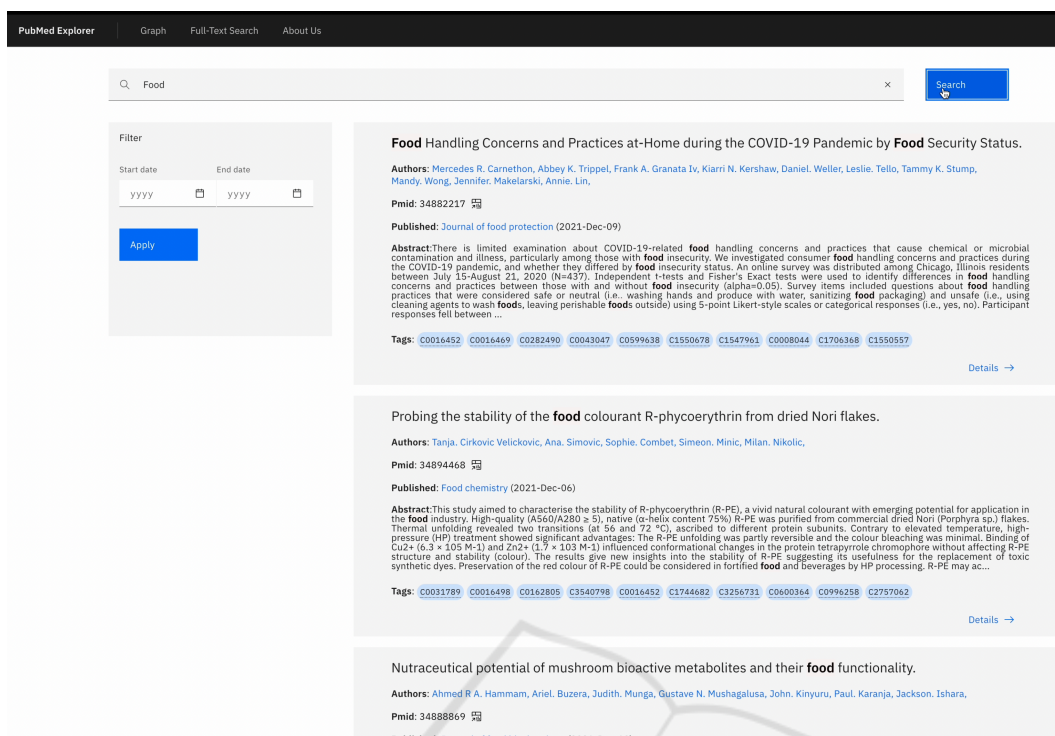 PubMed Explorer Graph Full-Text Search About Us
Food × Search
Filter
Start date End date
yyyy yyyy
Apply
Food Handling Concerns and Practices at-Home during the COVID-19 Pandemic by Food Security Status.
Authors: Mercedes R. Carnethon, Abbey K. Trippel, Frank A. Granata Iv, Kiarri N. Kershaw, Daniel. Weller, Leslie. Tello, Tammy K. Stump,
Mandy. Wong, Jennifer. Makelarski, Annie. Lin,
Pmid: 34882217
Published: Journal of food protection (2021-Dec-09)
Abstract:There is limited examination about COVID-19-related food handling concerns and practices that cause chemical or microbial
contamination and illness, particularly among those with food insecurity. We investigated consumer food handling concerns and practices during
the COVID-19 pandemic, and whether they differed by food insecurity status. An online survey was distributed among Chicago, Illinois residents
between July 15-August 21, 2020 (N=437). Independent t-tests and Fisher's Exact tests were used to identify differences in food handling
concerns and practices between those with and without food insecurity (alpha=0.05). Survey items included questions about food handling
practices that were considered safe or neutral (i.e.. washing hands and produce with water, sanitizing food packaging) and unsafe (i.e., using
cleaning agents to wash foods, leaving perishable foods outside) using 5-point Likert-style scales or categorical responses (i.e., yes, no). Participant
responses fell between ...
Tags: C0016452 C0016469 C0282490 C0043047 C0599638 C1550678 C1547961 C0008044 C1706368 C1550557
Details →
Probing the stability of the food colourant R-phycoerythrin from dried Nori flakes.
Authors: Tanja. Cirkovic Velickovic, Ana. Simovic, Sophie. Combet, Simeon. Minic, Milan. Nikolic,
Pmid: 34894468
Published: Food chemistry (2021-Dec-06)
Abstract:This study aimed to characterise the stability of R-phycoerythrin (R-PE), a vivid natural colourant with emerging potential for application in
the food industry. High-quality (A560/A280 ≥ 5), native (α-helix content 75%) R-PE was purified from commercial dried Nori (Porphyra sp.) flakes.
Thermal unfolding revealed two transitions (at 56 and 72 °C), ascribed to different protein subunits. Contrary to elevated temperature, high-
pressure (HP) treatment showed significant advantages: The R-PE unfolding was partly reversible and the colour bleaching was minimal. Binding of
Cu2+ (6.3 × 105 M-1) and Zn2+ (1.7 × 103 M-1) influenced conformational changes in the protein tetrapyrrole chromophore without affecting R-PE
structure and stability (colour). The results give new insights into the stability of R-PE suggesting its usefulness for the replacement of toxic
synthetic dyes. Preservation of the red colour of R-PE could be considered in fortified food and beverages by HP processing. R-PE may ac...
Tags: C0031789 C0016498 C0162805 C3540798 C0016452 C1744682 C3256731 C0600364 C0996258 C2757062
Details →
Nutraceutical potential of mushroom bioactive metabolites and their food functionality.
Authors: Ahmed R A. Hammam, Ariel. Buzera, Judith. Munga, Gustave N. Mushagalusa, John. Kinyuru, Paul. Karanja, Jackson. Ishara,
Pmid: 34888869